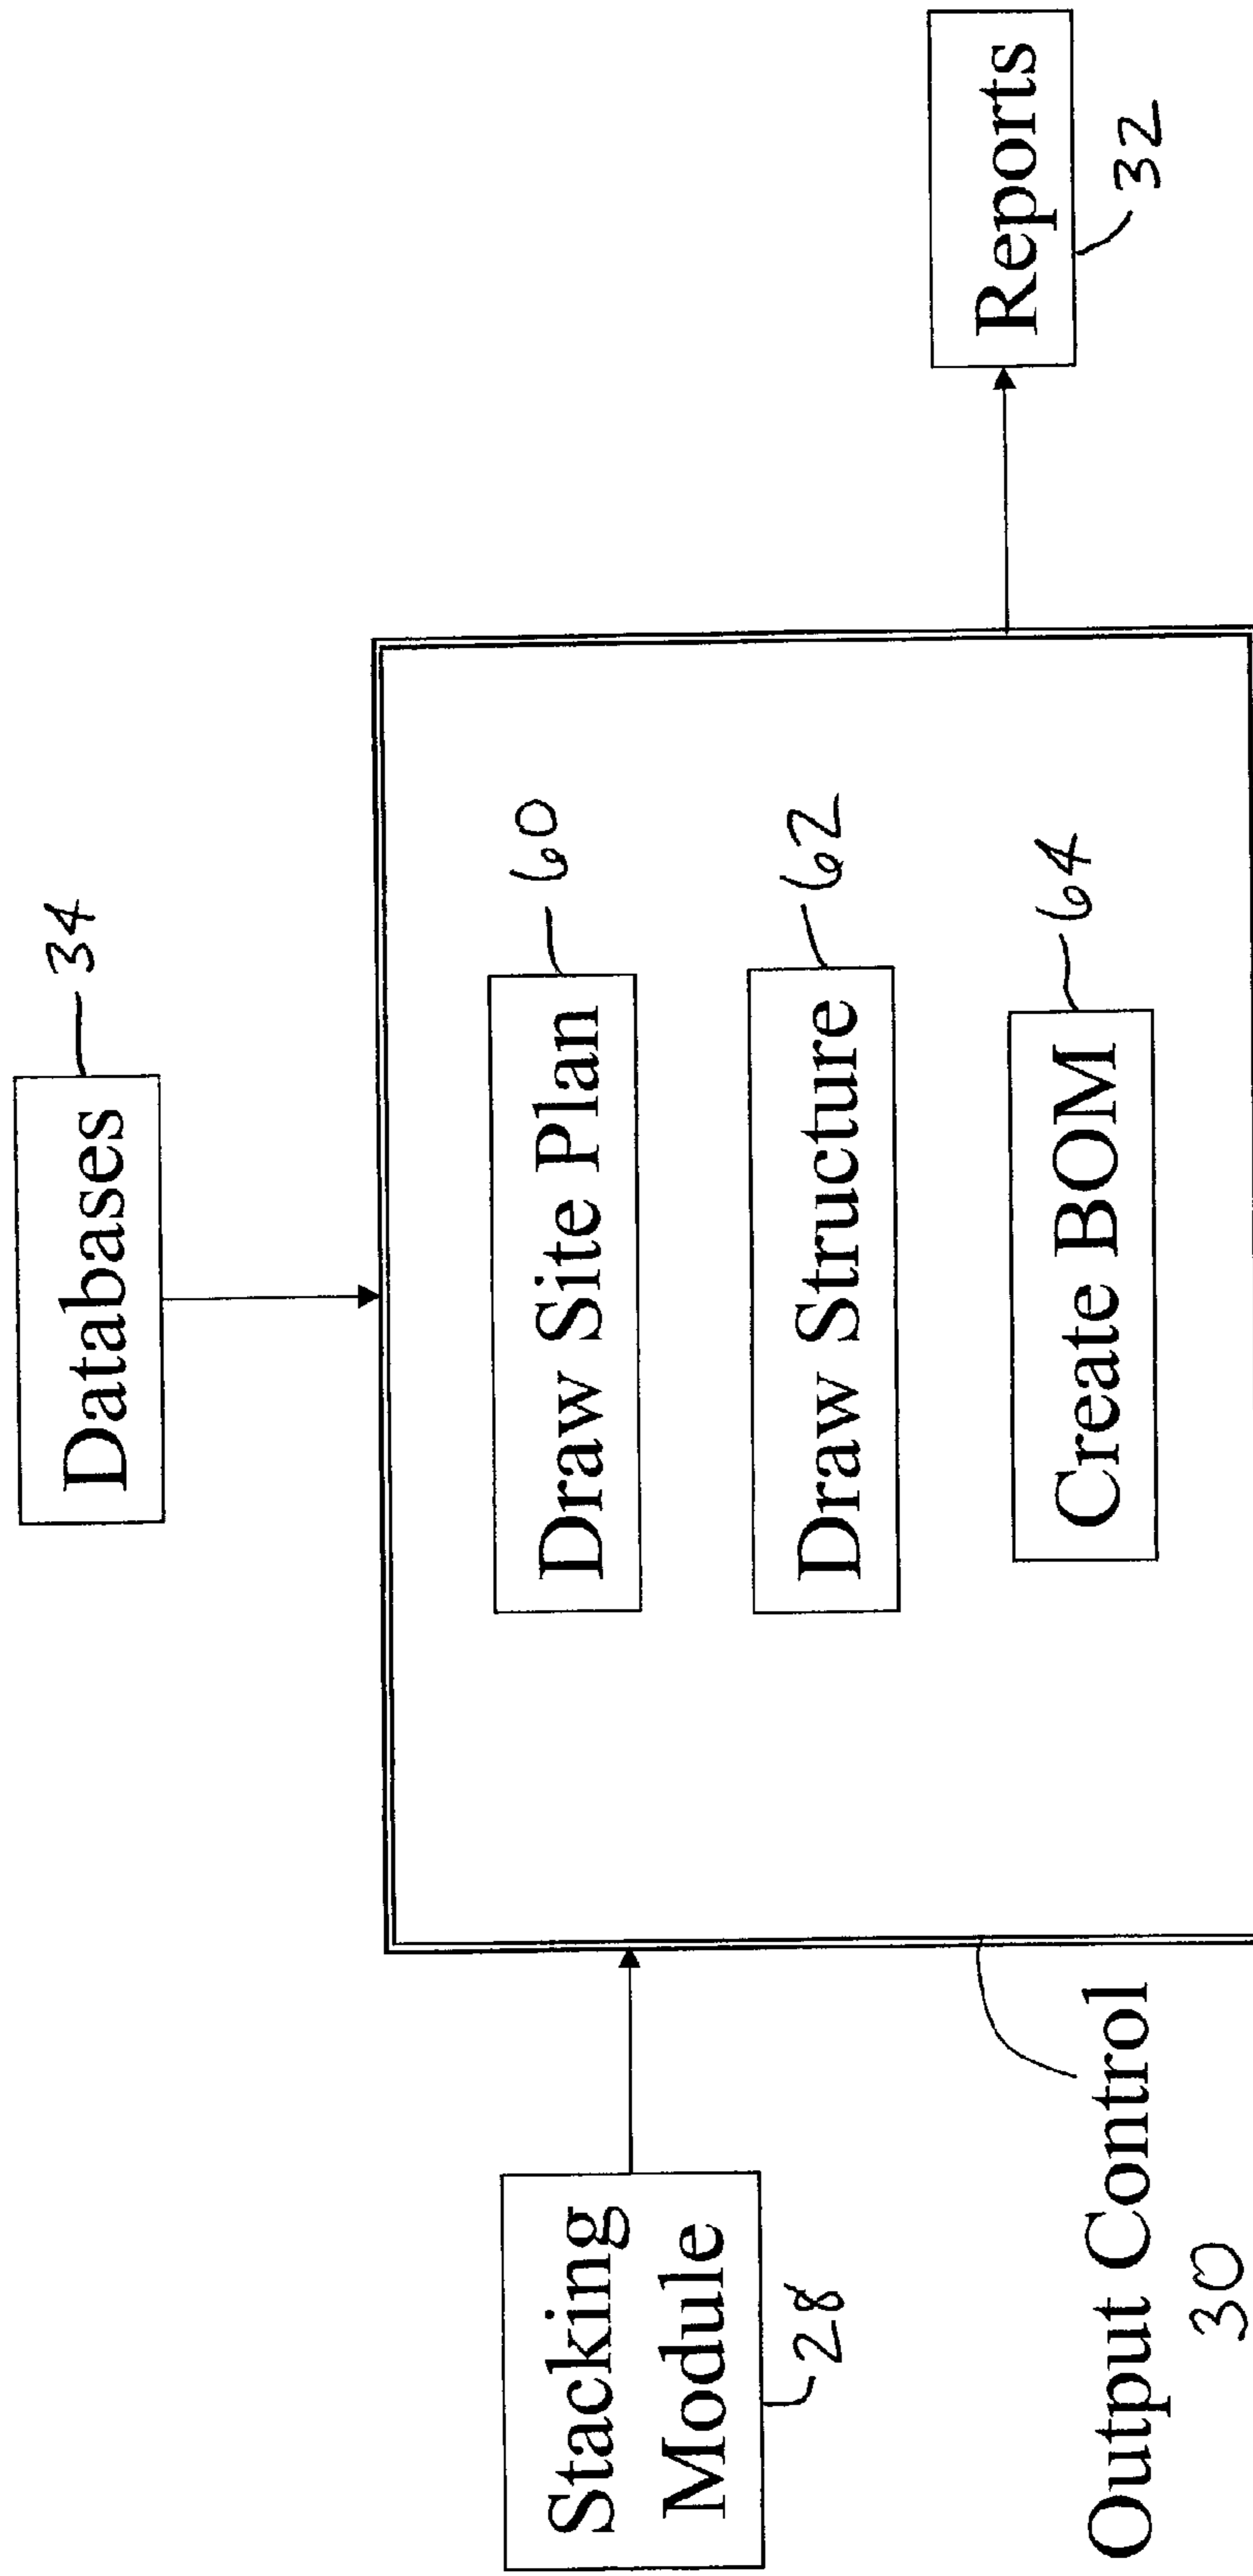 Databases
34
Stacking
Module
28
Draw Site Plan
60
Draw Structure
62
Create BOM
64
Output Control
30
Reports
32